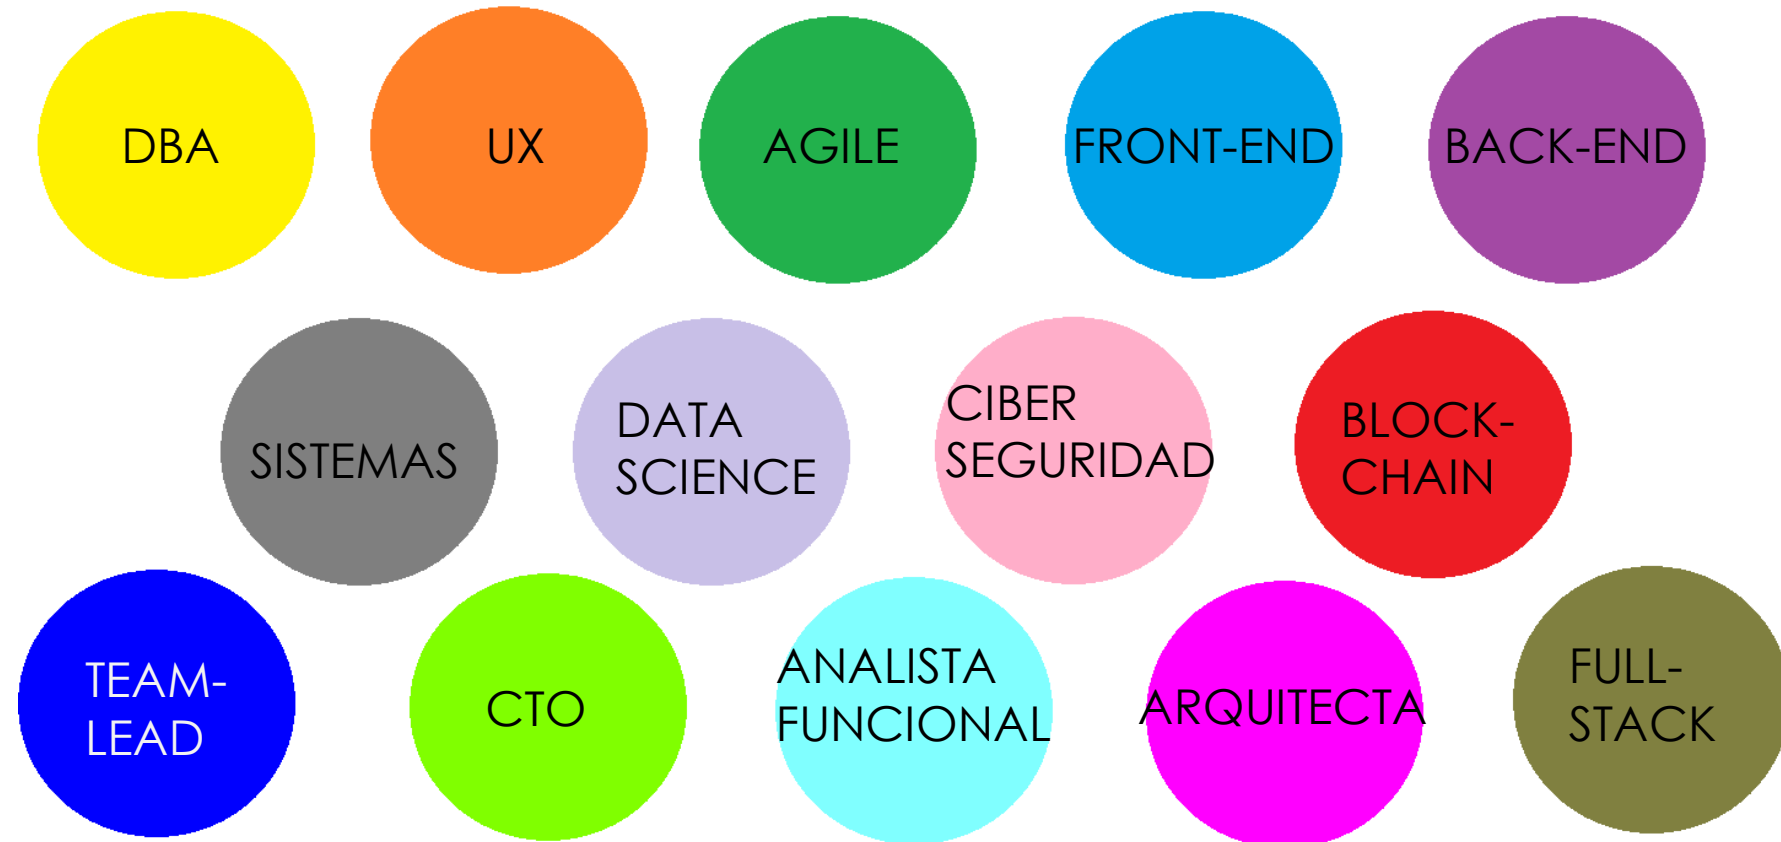 DBA
UX
AGILE
FRONT-END
BACK-END
SISTEMAS
DATA
SCIENCE
CIBER
SEGURIDAD
BLOCK-
CHAIN
TEAM-
LEAD
CTO
ANALISTA
FUNCIONAL
ARQUITECTA
FULL-
STACK